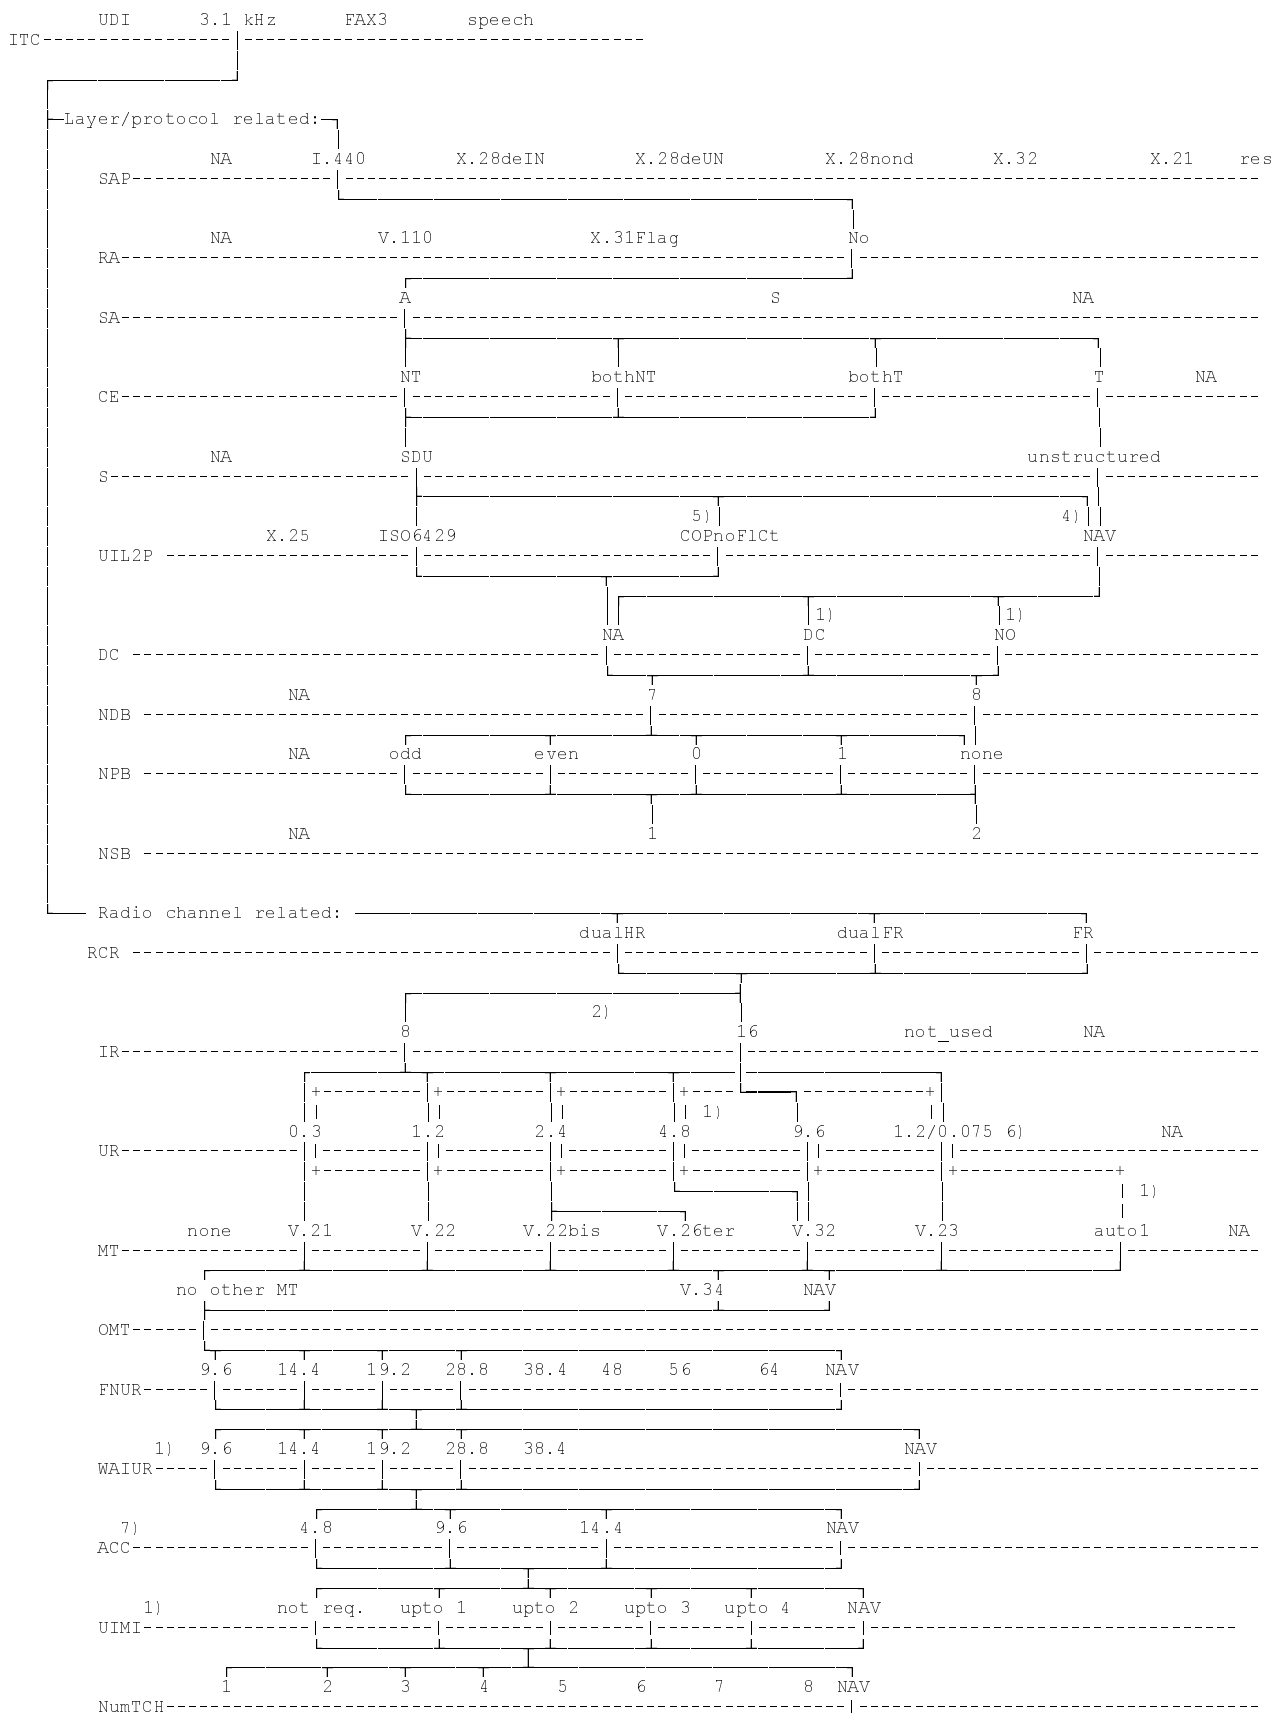 UDI 3.1 kHz FAX3 speech
ITC
Layer/protocol related:
NA I.440 X.28deIN X.28deUN X.28nond X.32 X.21 res
SAP
NA V.110 X.31Flag No
RA
A S NA
SA
NT bothNT bothT T NA
CE
NA SDU unstructured
S
5) 4)
X.25 ISO6429 COPnoFlCt NAV
UIL2P
1) 1)
NA DC NO
DC
NA 7 8
NDB
NA odd even 0 1 none
NPB
NA 1 2
NSB
Radio channel related:
dualHR dualFR FR
RCR
2)
8 16 not_used NA
IR
1)
0.3 1.2 2.4 4.8 9.6 1.2/0.075 6) NA
UR
1)
none V.21 V.22 V.22bis V.26ter V.32 V.23 auto1 NA
MT
no other MT V.34 NAV
OMT
9.6 14.4 19.2 28.8 38.4 48 56 64 NAV
FNUR
1) 9.6 14.4 19.2 28.8 38.4 NAV
WAIUR
7) 4.8 9.6 14.4 NAV
ACC
1) not req. upto 1 upto 2 upto 3 upto 4 NAV
UIMI
1 2 3 4 5 6 7 8 NAV
NumTCH